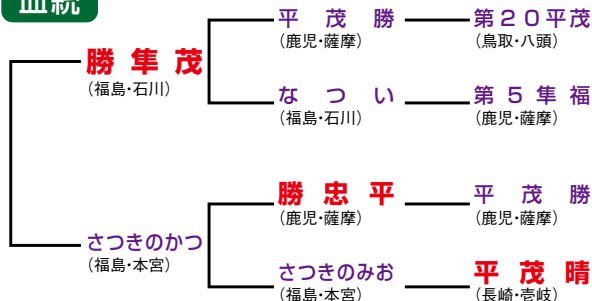 血統
平茂勝
(鹿児・薩摩)
第20平茂
(鳥取・八頭)
勝隼茂
(福島・石川)
なつい
(福島・石川)
第5隼福
(鹿児・薩摩)
勝忠平
(鹿児・薩摩)
平茂勝
(鹿児・薩摩)
さつきのかつ
(福島・本宮)
さつきのみお
(福島・本宮)
平茂晴
(長崎・壱岐)